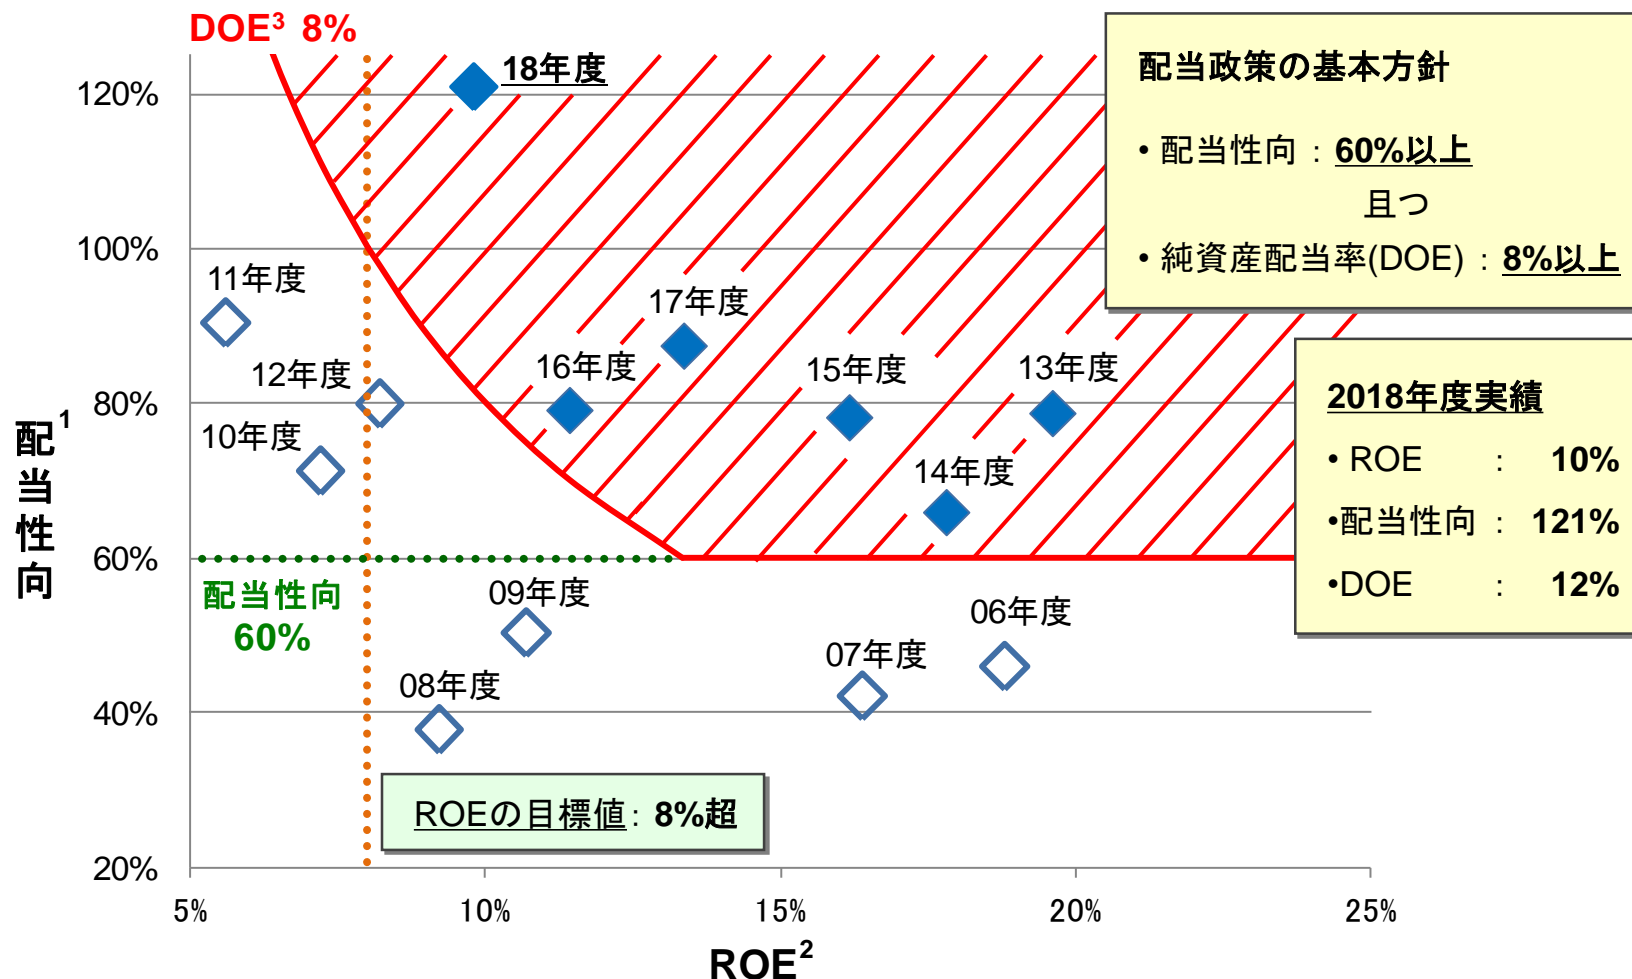 DOE³ 8%
配当政策の基本方針
• 配当性向 : 60%以上
且つ
• 純資産配当率(DOE) : 8%以上
2018年度実績
• ROE : 10%
•配当性向 : 121%
•DOE : 12%
120%
100%
80%
60%
40%
20%
配当性向¹
18年度
11年度
17年度
12年度
16年度
15年度
13年度
10年度
14年度
配当性向
60%
09年度
06年度
07年度
08年度
ROEの目標値: 8%超
5%
10%
15%
20%
25%
ROE²